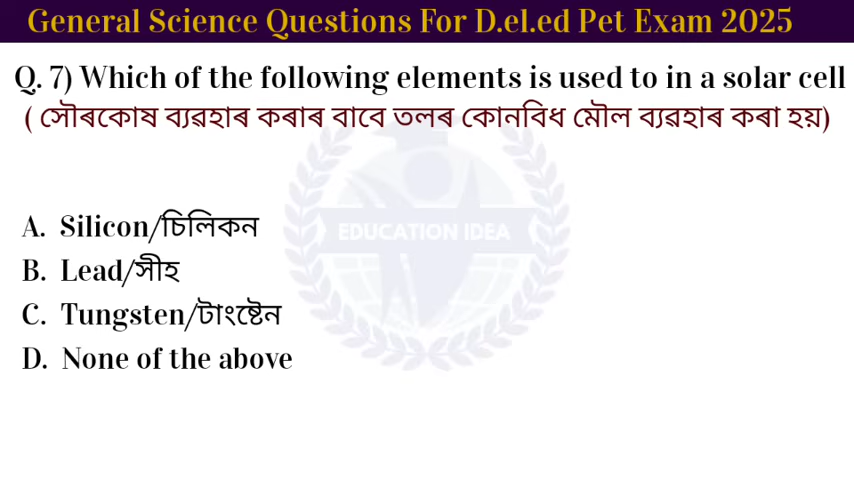 General Science Questions For D.el.ed Pet Exam 2025
Q. 7) Which of the following elements is used to in a solar cell
( সৌৰকোষ ব্যৱহাৰ কৰাৰ বাবে তলৰ কোনবিধ মৌল ব্যৱহাৰ কৰা হয়)
EDUCATION IDEA
A. Silicon/চিলিকন
B. Lead/সীহ
C. Tungsten/টাংষ্টেন
D. None of the above